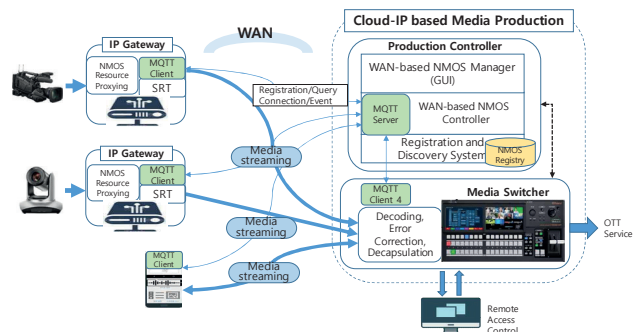 Cloud-IP based Media Production
WAN
IP Gateway
NMOS
Resource
Proxying
MQTT
Client
SRT
Registration/Query
Connection/Event
Production Controller
WAN-based NMOS Manager
(GUI)
MQTT
Server
WAN-based NMOS
Controller
Registration and
Discovery System
NMOS
Registry
Media
streaming
IP Gateway
NMOS
Resource
Proxying
MQTT
Client
SRT
Media
streaming
MQTT
Client
Media
streaming
MQTT
Client 4
Media Switcher
Decoding,
Error
Correction,
Decapsulation
OTT
Service
Remote
Access
Control